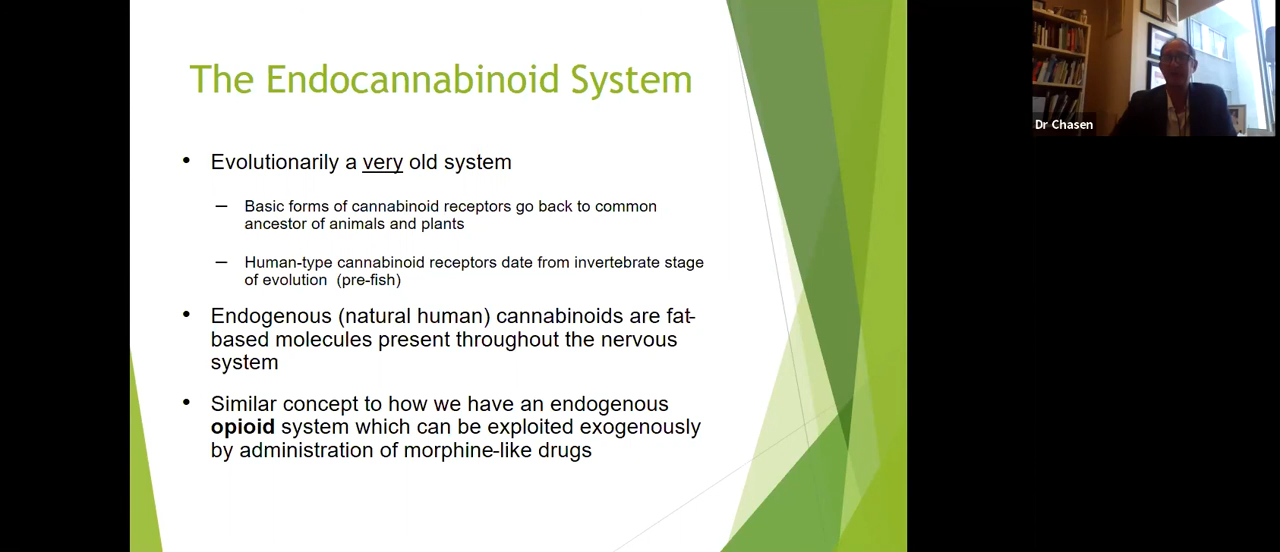 The Endocannabinoid System
• Evolutionarily a very old system
– Basic forms of cannabinoid receptors go back to common
ancestor of animals and plants
– Human-type cannabinoid receptors date from invertebrate stage
of evolution (pre-fish)
• Endogenous (natural human) cannabinoids are fat-
based molecules present throughout the nervous
system
• Similar concept to how we have an endogenous
opioid system which can be exploited exogenously
by administration of morphine-like drugs
Dr Chasen